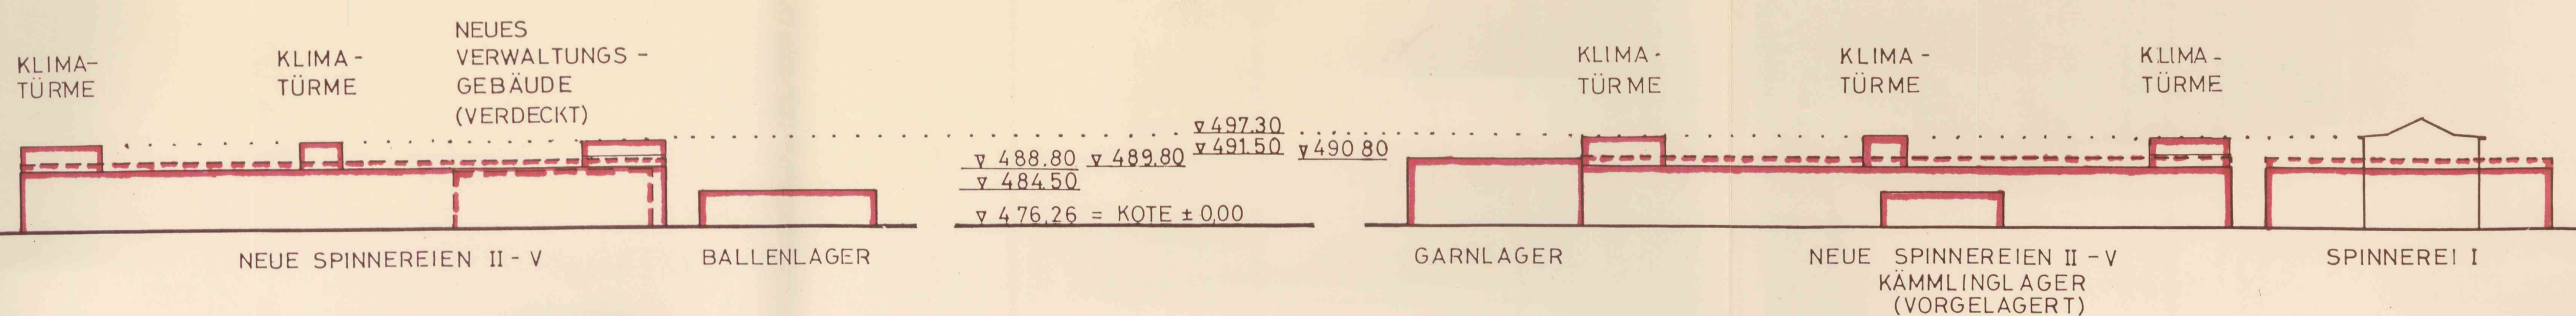 KLIMA-
TÜRME
KLIMA-
TÜRME
NEUES
VERWALTUNGS-
GEBÄUDE
(VERDECKT)
NEUE SPINNEREIEN II - V
BALLENLAGER
▽ 497.30
▽ 491.50
▽ 490 80
▽ 488.80 ▽ 489.80
▽ 484.50
▽ 476.26 = KOTE ± 0,00
KLIMA-
TÜRME
KLIMA-
TÜRME
KLIMA-
TÜRME
GARNLAGER
NEUE SPINNEREIEN II - V
KÄMMLINGLAGER
(VORGELAGERT)
SPINNEREI I